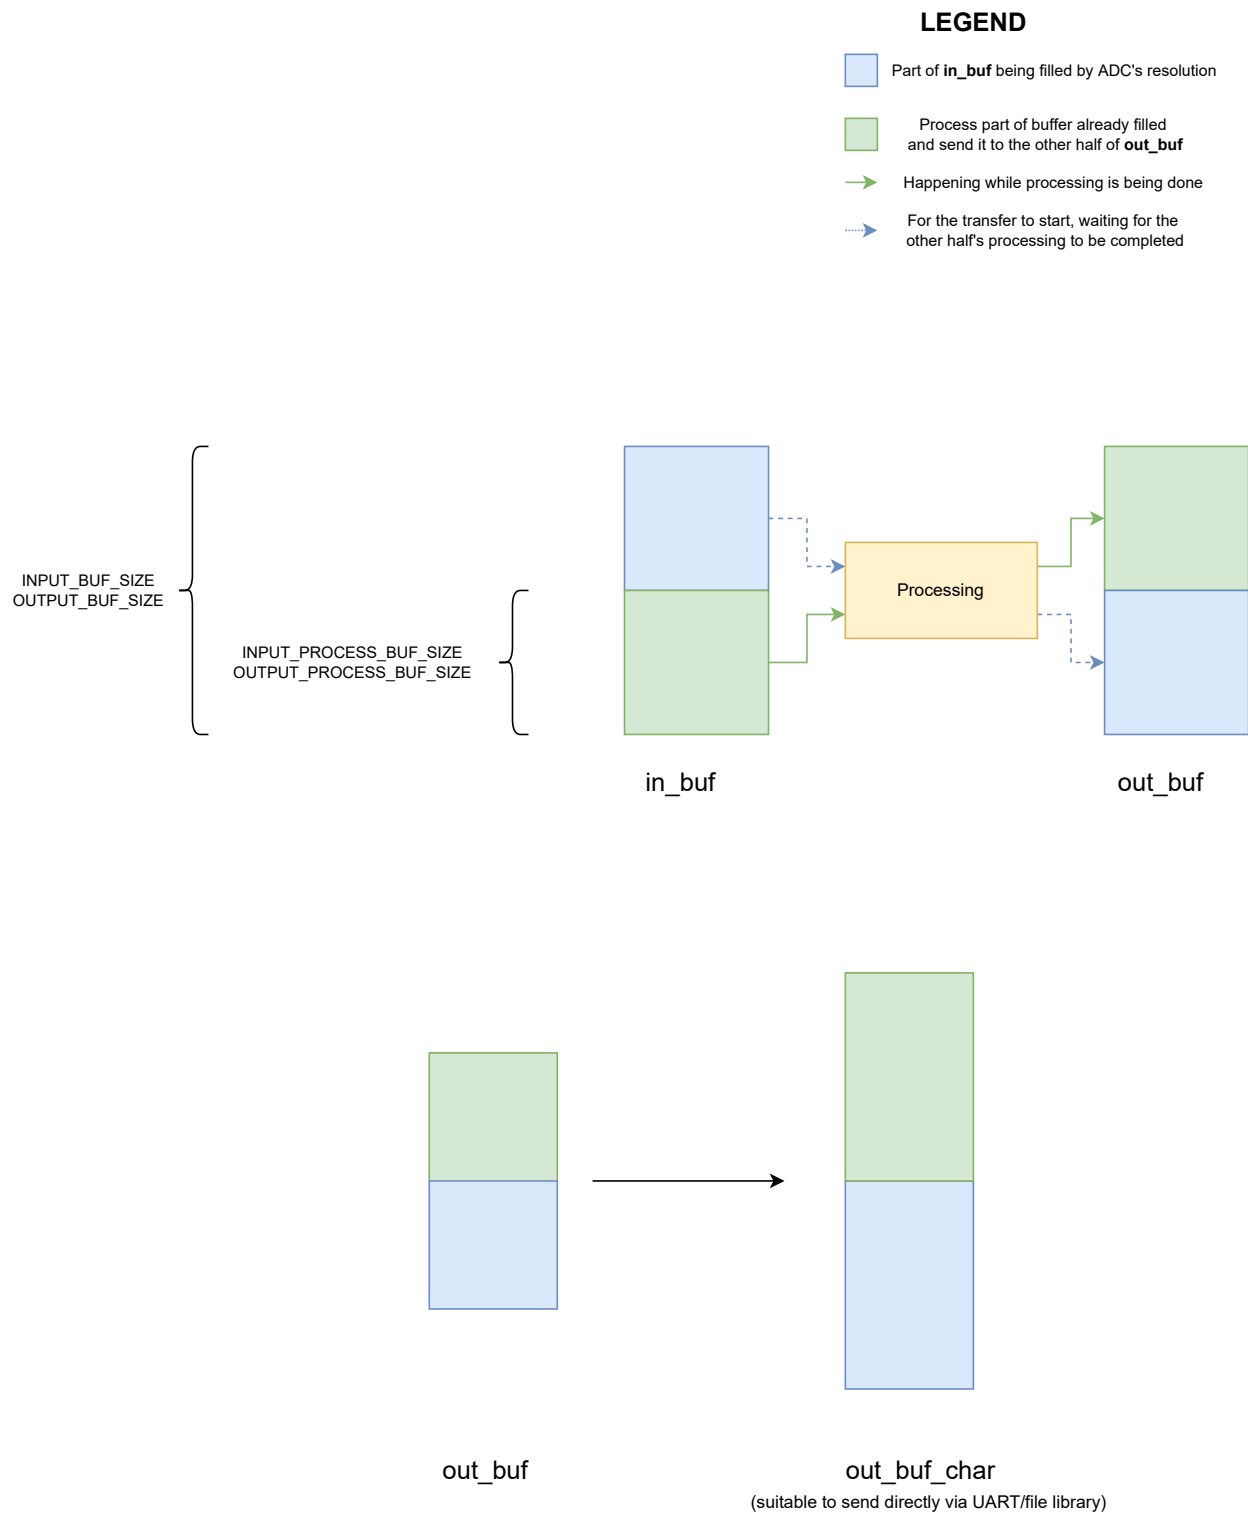 LEGEND
Part of in_buf being filled by ADC's resolution
Process part of buffer already filled
and send it to the other half of out_buf
Happening while processing is being done
For the transfer to start, waiting for the
other half's processing to be completed
INPUT_BUF_SIZE
OUTPUT_BUF_SIZE
INPUT_PROCESS_BUF_SIZE
OUTPUT_PROCESS_BUF_SIZE
Processing
in_buf
out_buf
out_buf
out_buf_char
(suitable to send directly via UART/file library)